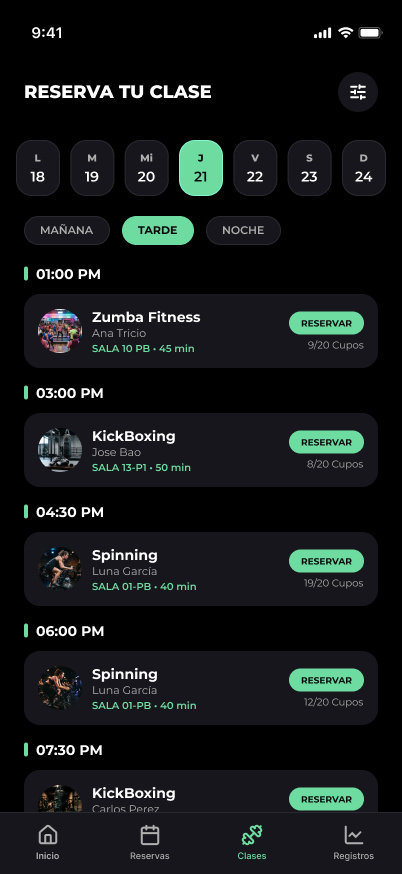 9:41
RESERVA TU CLASE
L M Mi J V S D
18 19 20 21 22 23 24
MAÑANA TARDE NOCHE
01:00 PM
Zumba Fitness
Ana Tricio
SALA 10 PB • 45 min
RESERVAR
9/20 Cupos
03:00 PM
KickBoxing
Jose Bao
SALA 13-P1 • 50 min
RESERVAR
8/20 Cupos
04:30 PM
Spinning
Luna García
SALA 01-PB • 40 min
RESERVAR
19/20 Cupos
06:00 PM
Spinning
Luna García
SALA 01-PB • 40 min
RESERVAR
12/20 Cupos
07:30 PM
KickBoxing
Carlos Perez
RESERVAR
Inicio Reservas Clases Registros